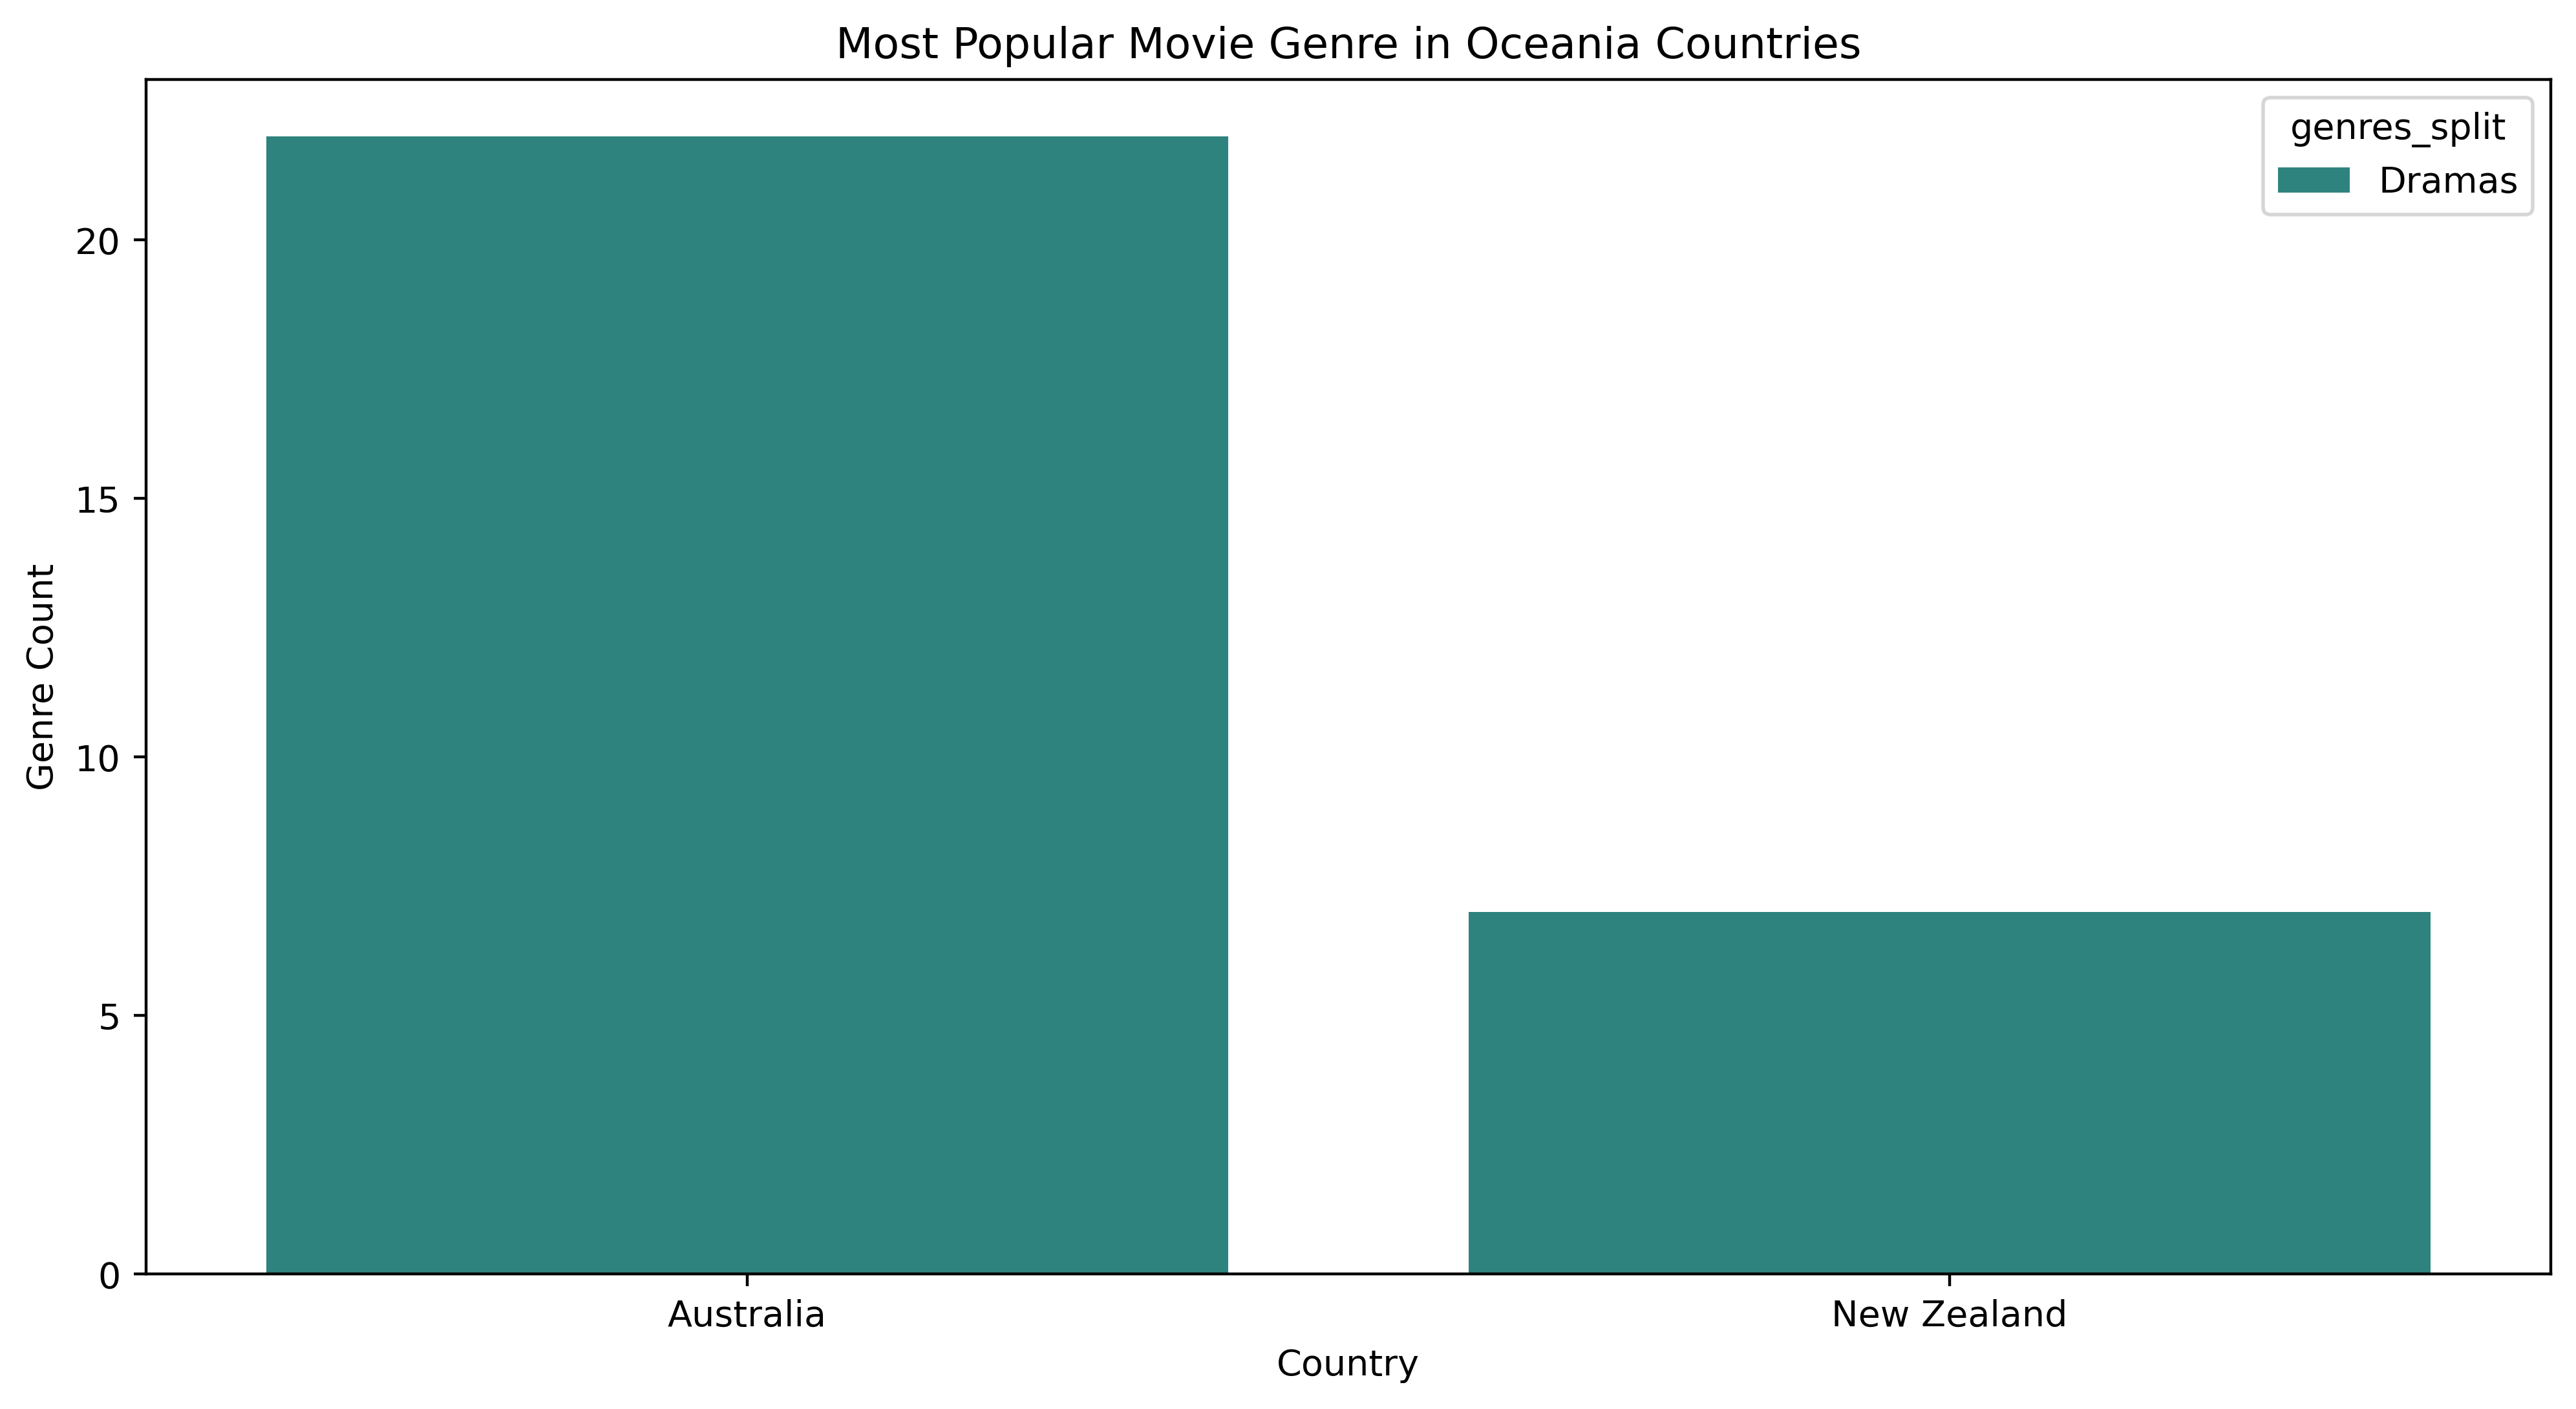 Most Popular Movie Genre in Oceania Countries
genres_split
Dramas
Genre Count
20
15
10
5
0
Australia
New Zealand
Country